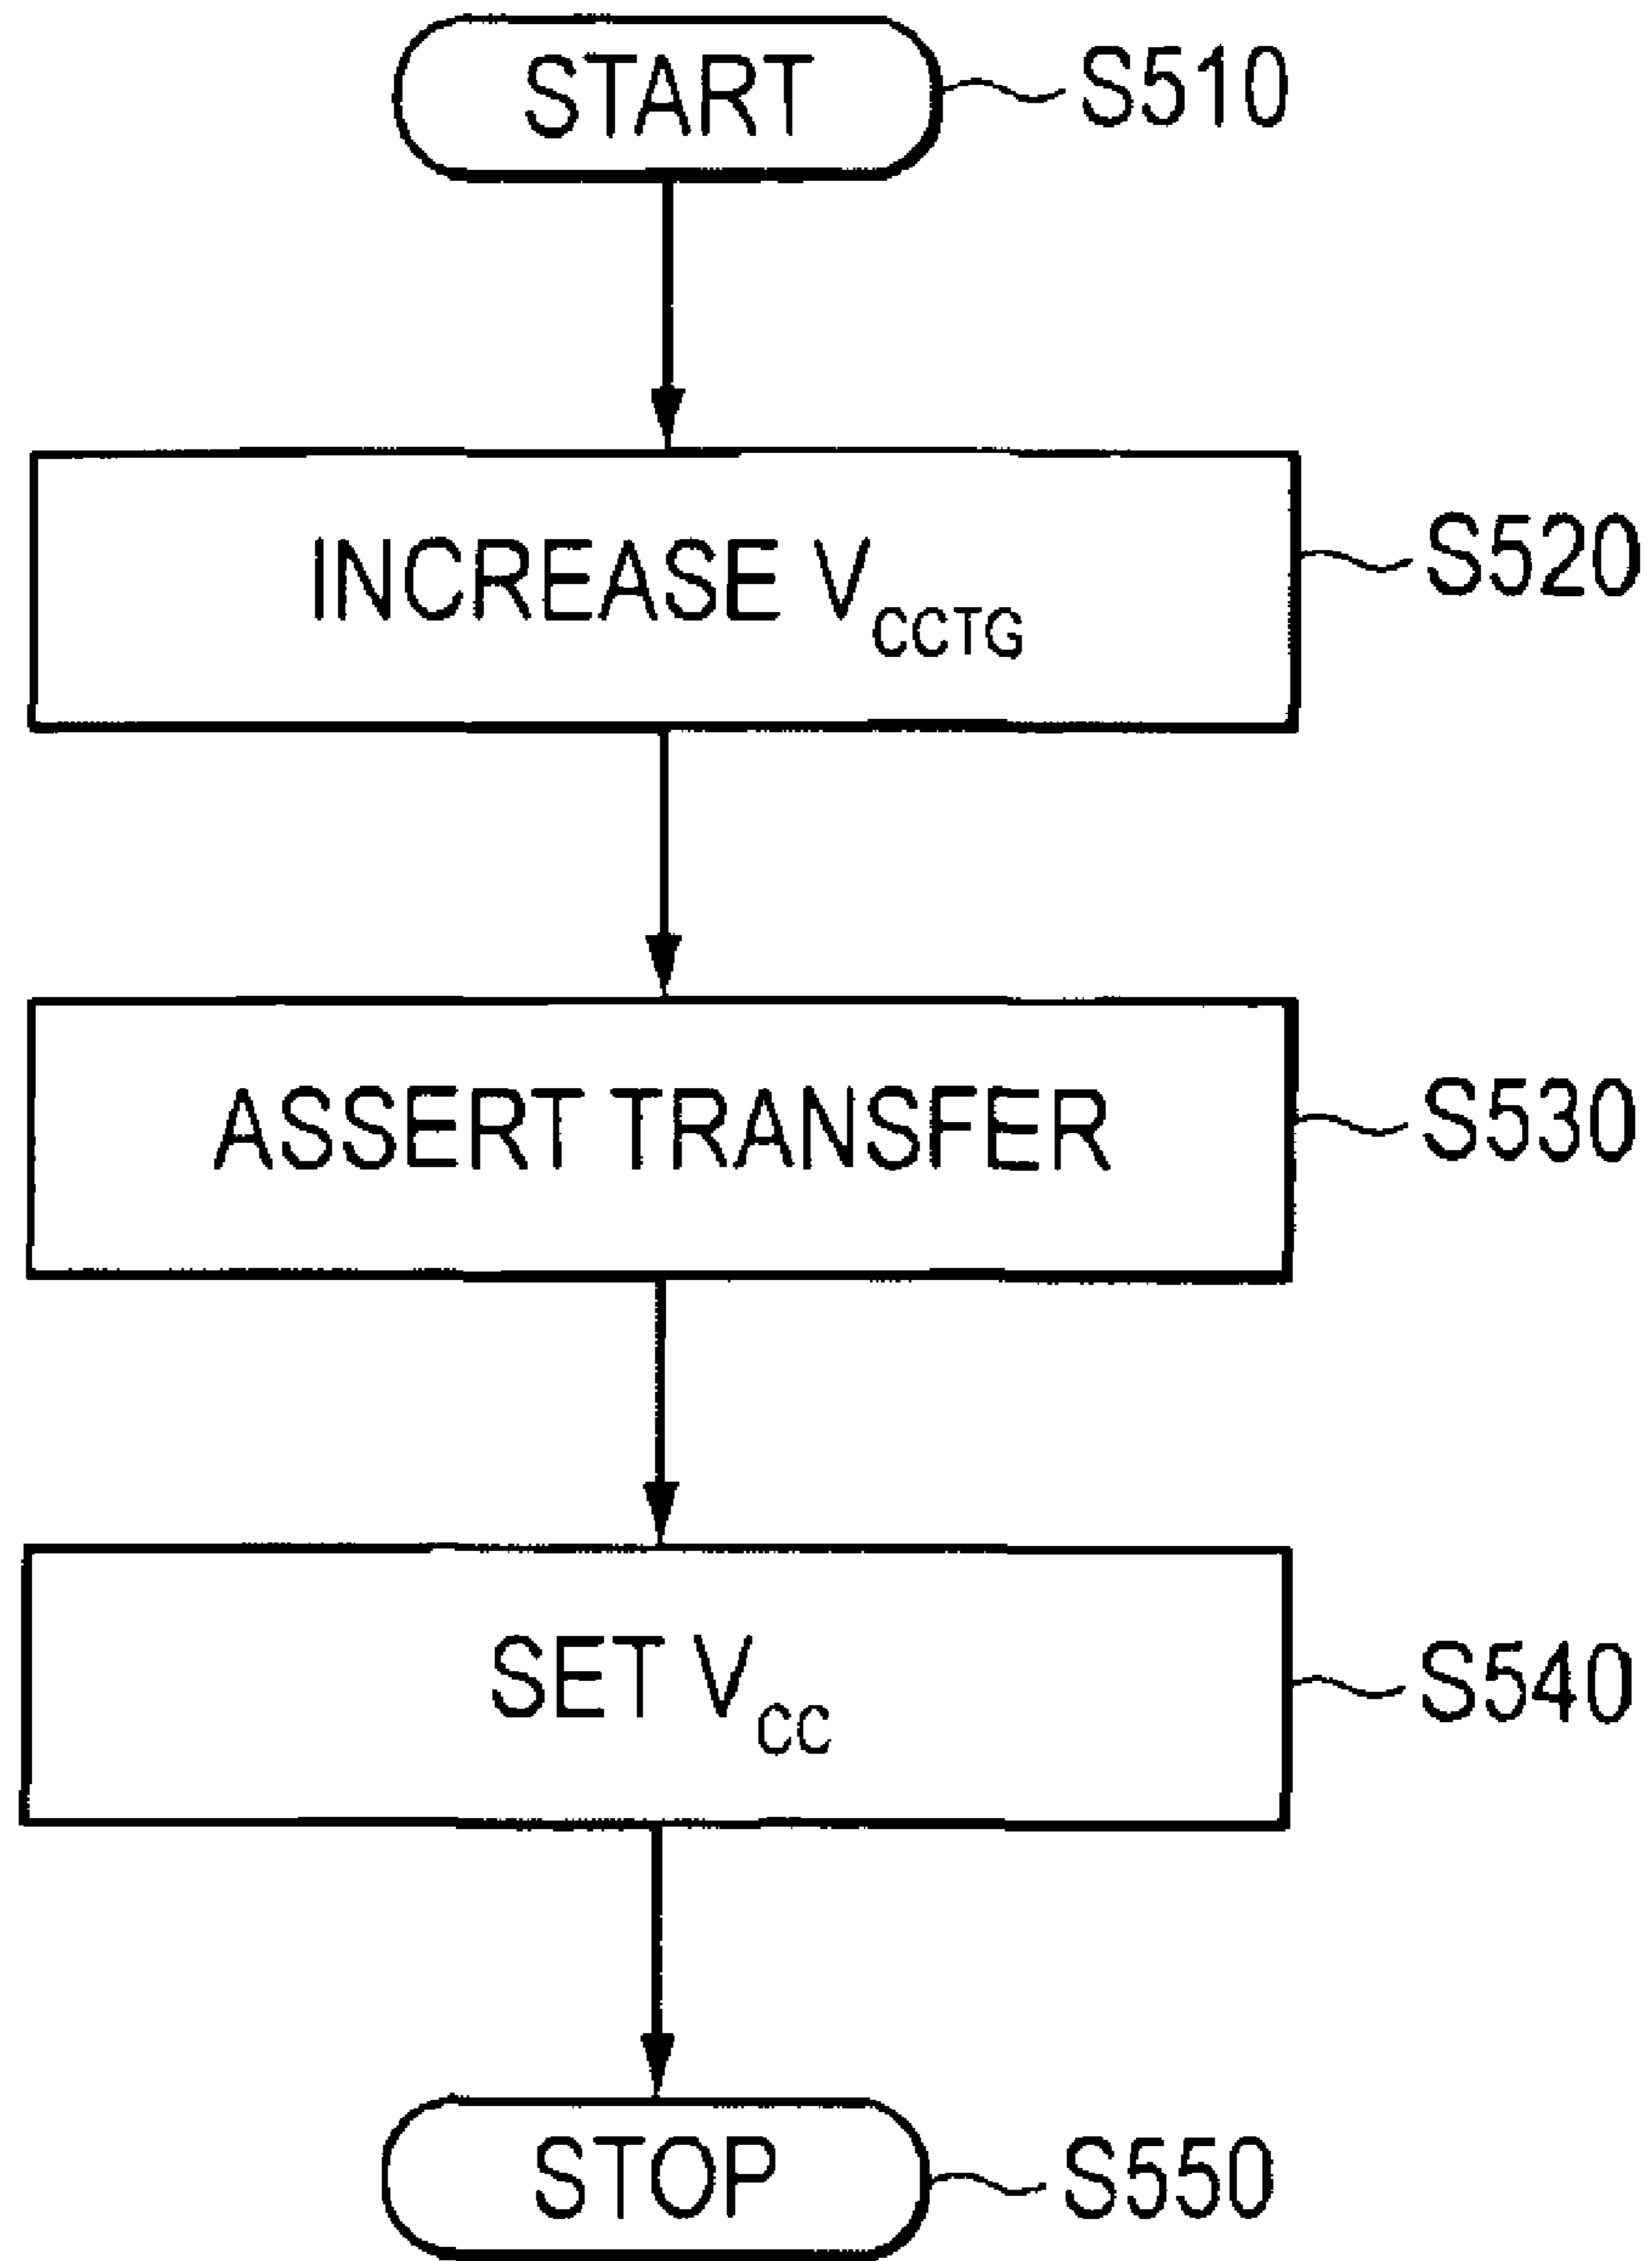 START S510
INCREASE V_CCTG S520
ASSERT TRANSFER S530
SET V_CC S540
STOP S550